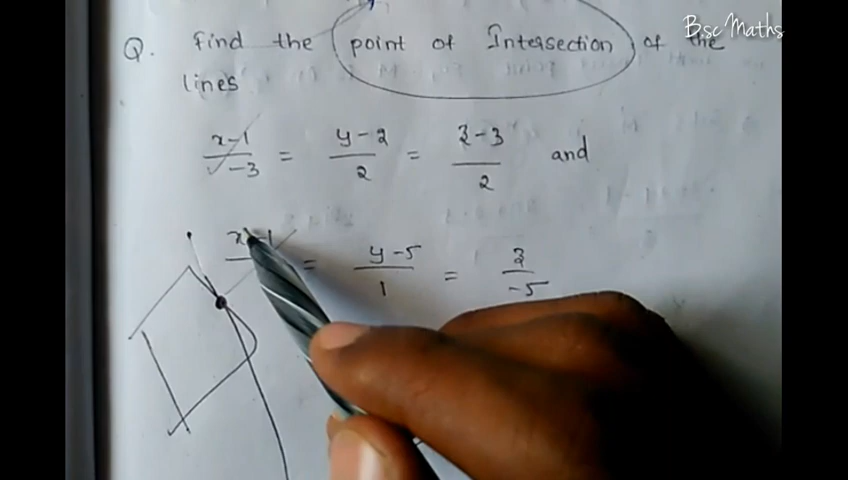 Bsc Maths
Q. Find the point of Intersection of the
lines
x-1/-3 = y-2/2 = z-3/2 and
x-1/ = y-5/1 = z/-5